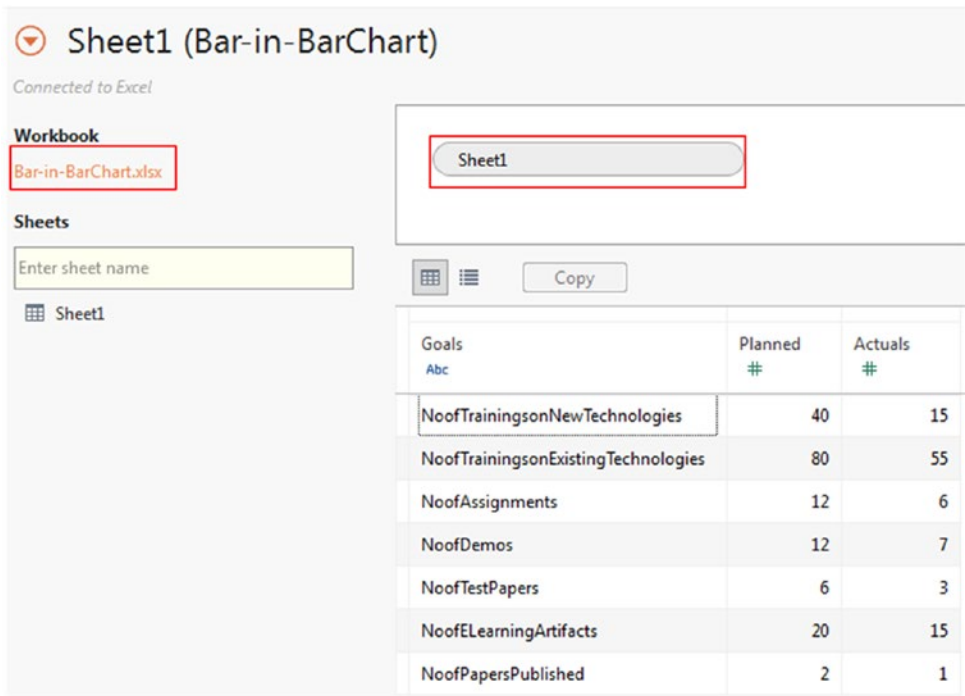 Sheet1 (Bar-in-BarChart)
Connected to Excel
Workbook
Bar-in-BarChart.xlsx
Sheets
Enter sheet name
Sheet1
Sheet1
Copy
Goals Planned Actuals
Abc # #
NoofTrainingsonNewTechnologies 40 15
NoofTrainingsonExistingTechnologies 80 55
NoofAssignments 12 6
NoofDemos 12 7
NoofTestPapers 6 3
NoofELearningArtifacts 20 15
NoofPapersPublished 2 1